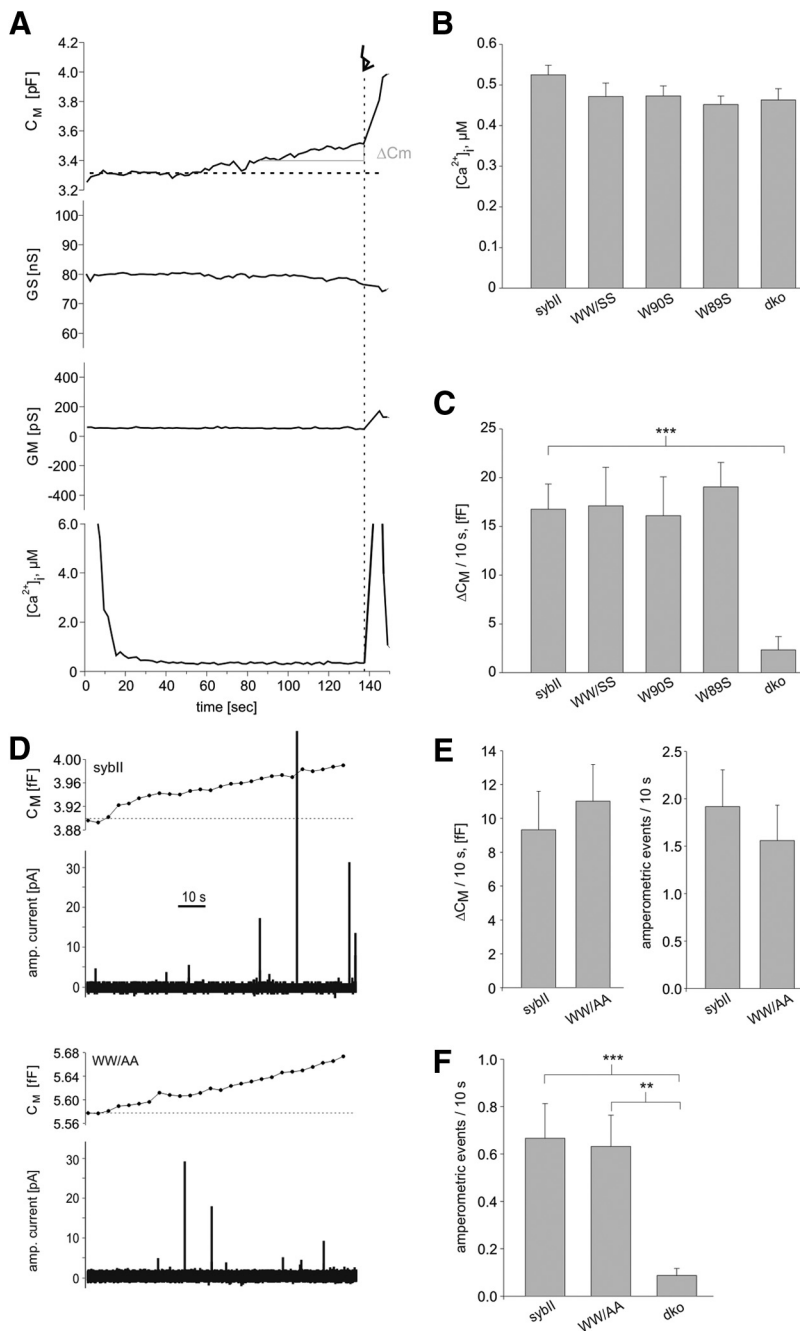 A
4.2
4.0
3.8
3.6
3.4
3.2
C M [pF]
ΔCm
100
90
80
70
60
GS [nS]
400
200
0
-200
-400
GM [pS]
6.0
4.0
2.0
0
[Ca2+]i, µM
0 20 40 60 80 100 120 140
time [sec]
B
0.6
0.5
0.4
0.3
0.2
0.1
0
[Ca2+]i, µM
sybII WW/SS W90S W89S dko
C
25
20
15
10
5
0
ΔCM / 10 s, [fF]
***
sybII WW/SS W90S W89S dko
D
4.00
3.96
3.92
3.88
CM [fF]
sybII
30
20
10
0
amp. current [pA]
10 s
5.68
5.64
5.60
5.56
CM [fF]
WW/AA
30
20
10
0
amp. current [pA]
E
14
12
10
8
6
4
2
0
ΔCM / 10 s, [fF]
sybII WW/AA
2.5
2.0
1.5
1.0
0.5
0.0
amperometric events / 10 s
sybII WW/AA
F
1.0
0.8
0.6
0.4
0.2
0.0
amperometric events / 10 s
***
**
sybII WW/AA dko